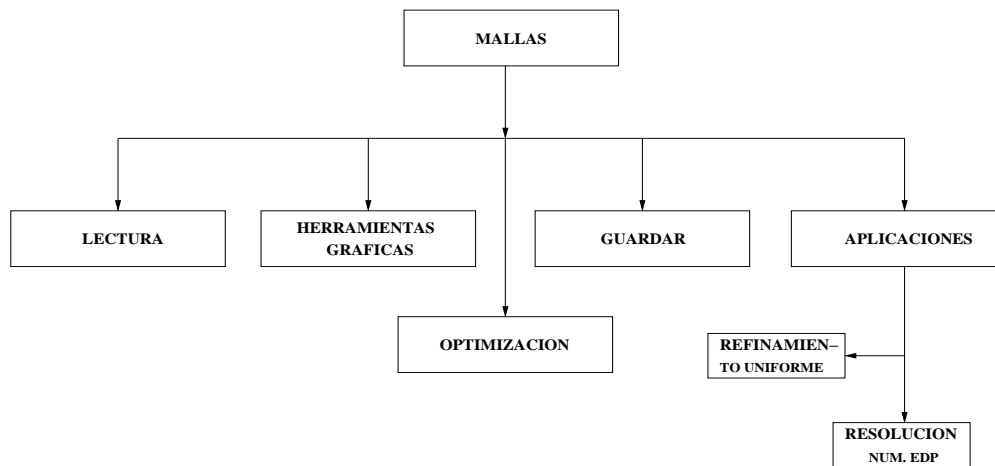 MALLAS
LECTURA
HERRAMIENTAS
GRAFICAS
GUARDAR
APLICACIONES
OPTIMIZACION
REFINAMIEN–
TO UNIFORME
RESOLUCION
NUM. EDP